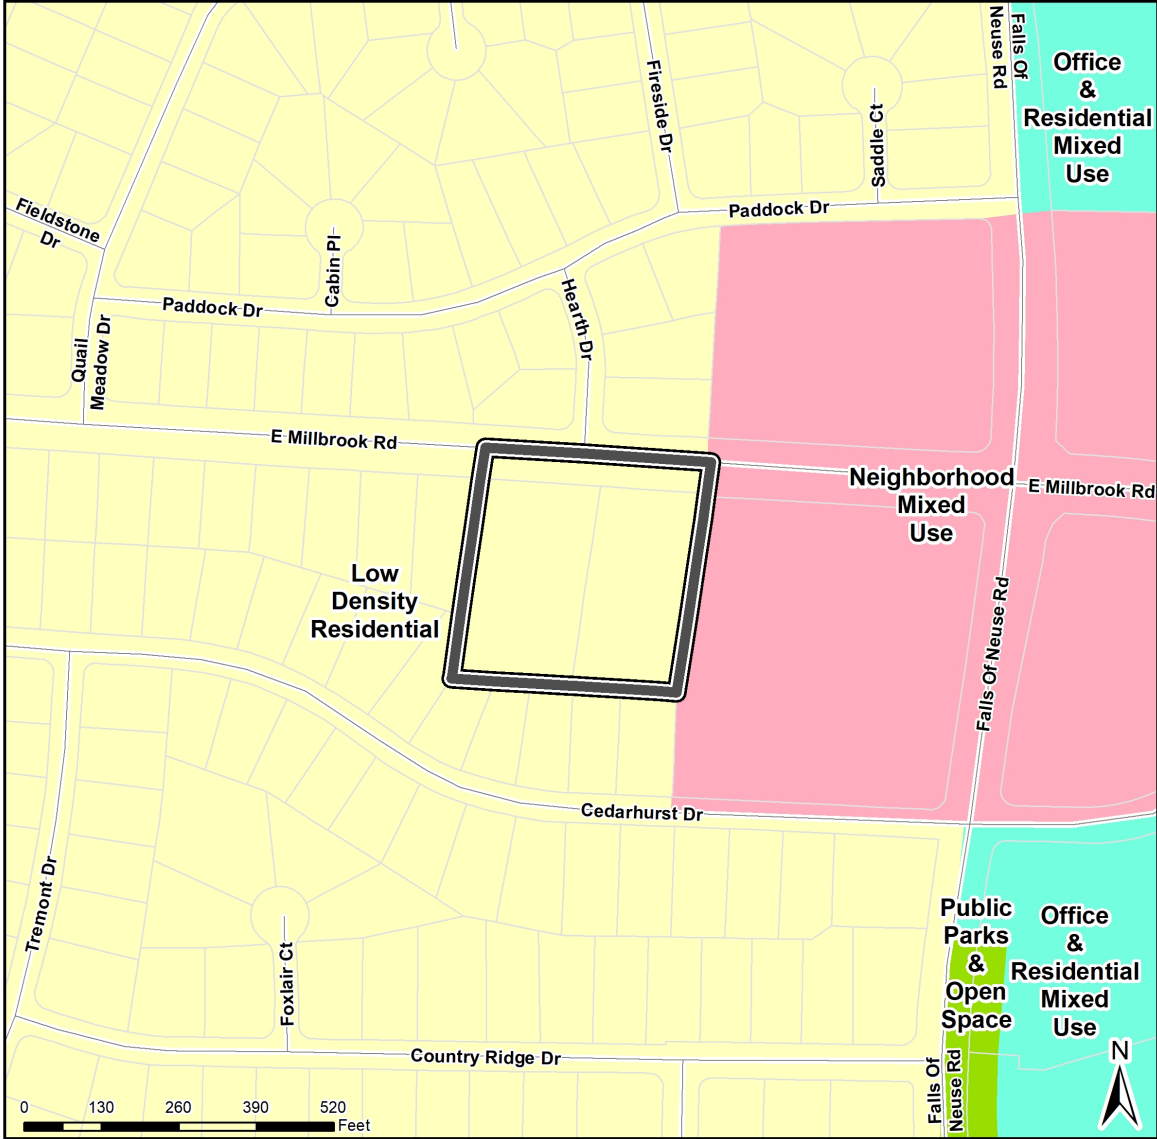 Neuse Rd
Falls Of
Office
&
Residential
Mixed
Use
Fireside Dr
Saddle Ct
Paddock Dr
Fieldstone
Dr
Cabin Pl
Paddock Dr
Hearth Dr
Quail
Meadow Dr
E Millbrook Rd
Neighborhood
Mixed
Use
E Millbrook Rd
Low
Density
Residential
Falls Of Neuse Rd
Cedarhurst Dr
Tremont Dr
Public
Parks
&
Open
Space
Office
&
Residential
Mixed
Use
Foxlair Ct
Country Ridge Dr
Falls Of
Neuse Rd
N
0 130 260 390 520
Feet